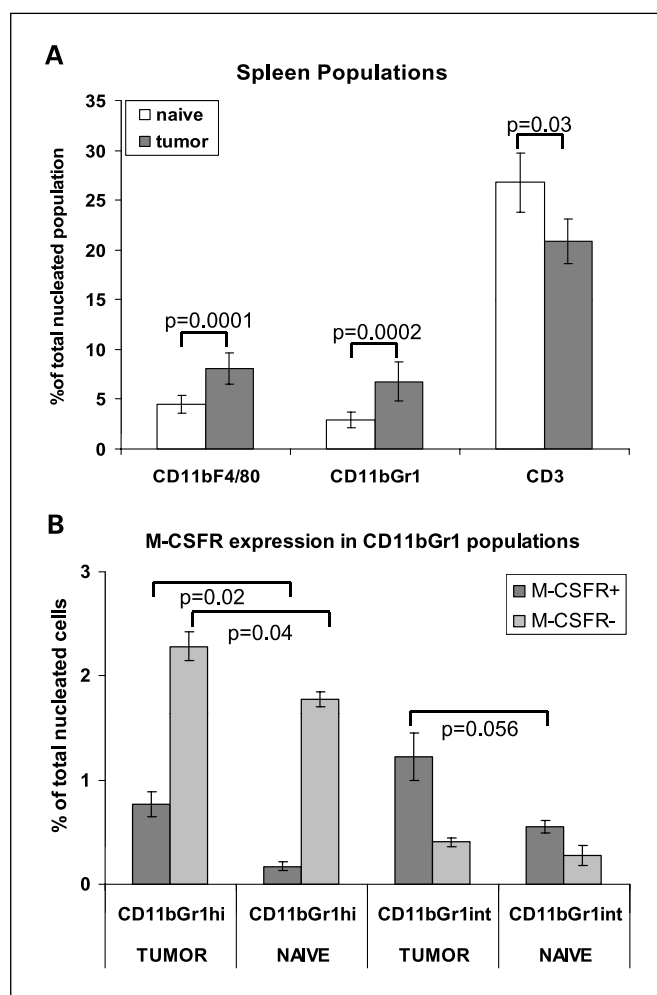 A
Spleen Populations
naive
tumor
%of total nucleated population
35
30
25
20
15
10
5
0
p=0.0001
p=0.0002
p=0.03
CD11bF4/80
CD11bGr1
CD3
B
M-CSFR expression in CD11bGr1 populations
M-CSFR+
M-CSFR-
% of total nucleated cells
3
2
1
0
p=0.02
p=0.04
p=0.056
CD11bGr1hi CD11bGr1hi CD11bGr1int CD11bGr1int
TUMOR NAIVE TUMOR NAIVE